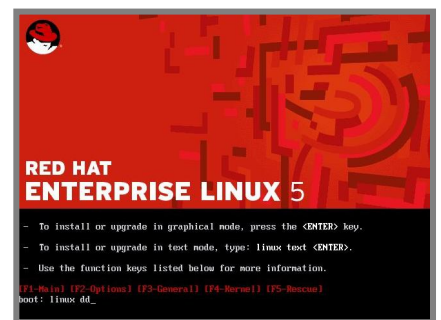 RED HAT
ENTERPRISE LINUX 5
- To install or upgrade in graphical mode, press the <ENTER> key.
- To install or upgrade in text mode, type: linux text <ENTER>.
- Use the function keys listed below for more information.
[F1-Main] [F2-Options] [F3-General] [F4-Kernel] [F5-Rescue]
boot: linux dd_